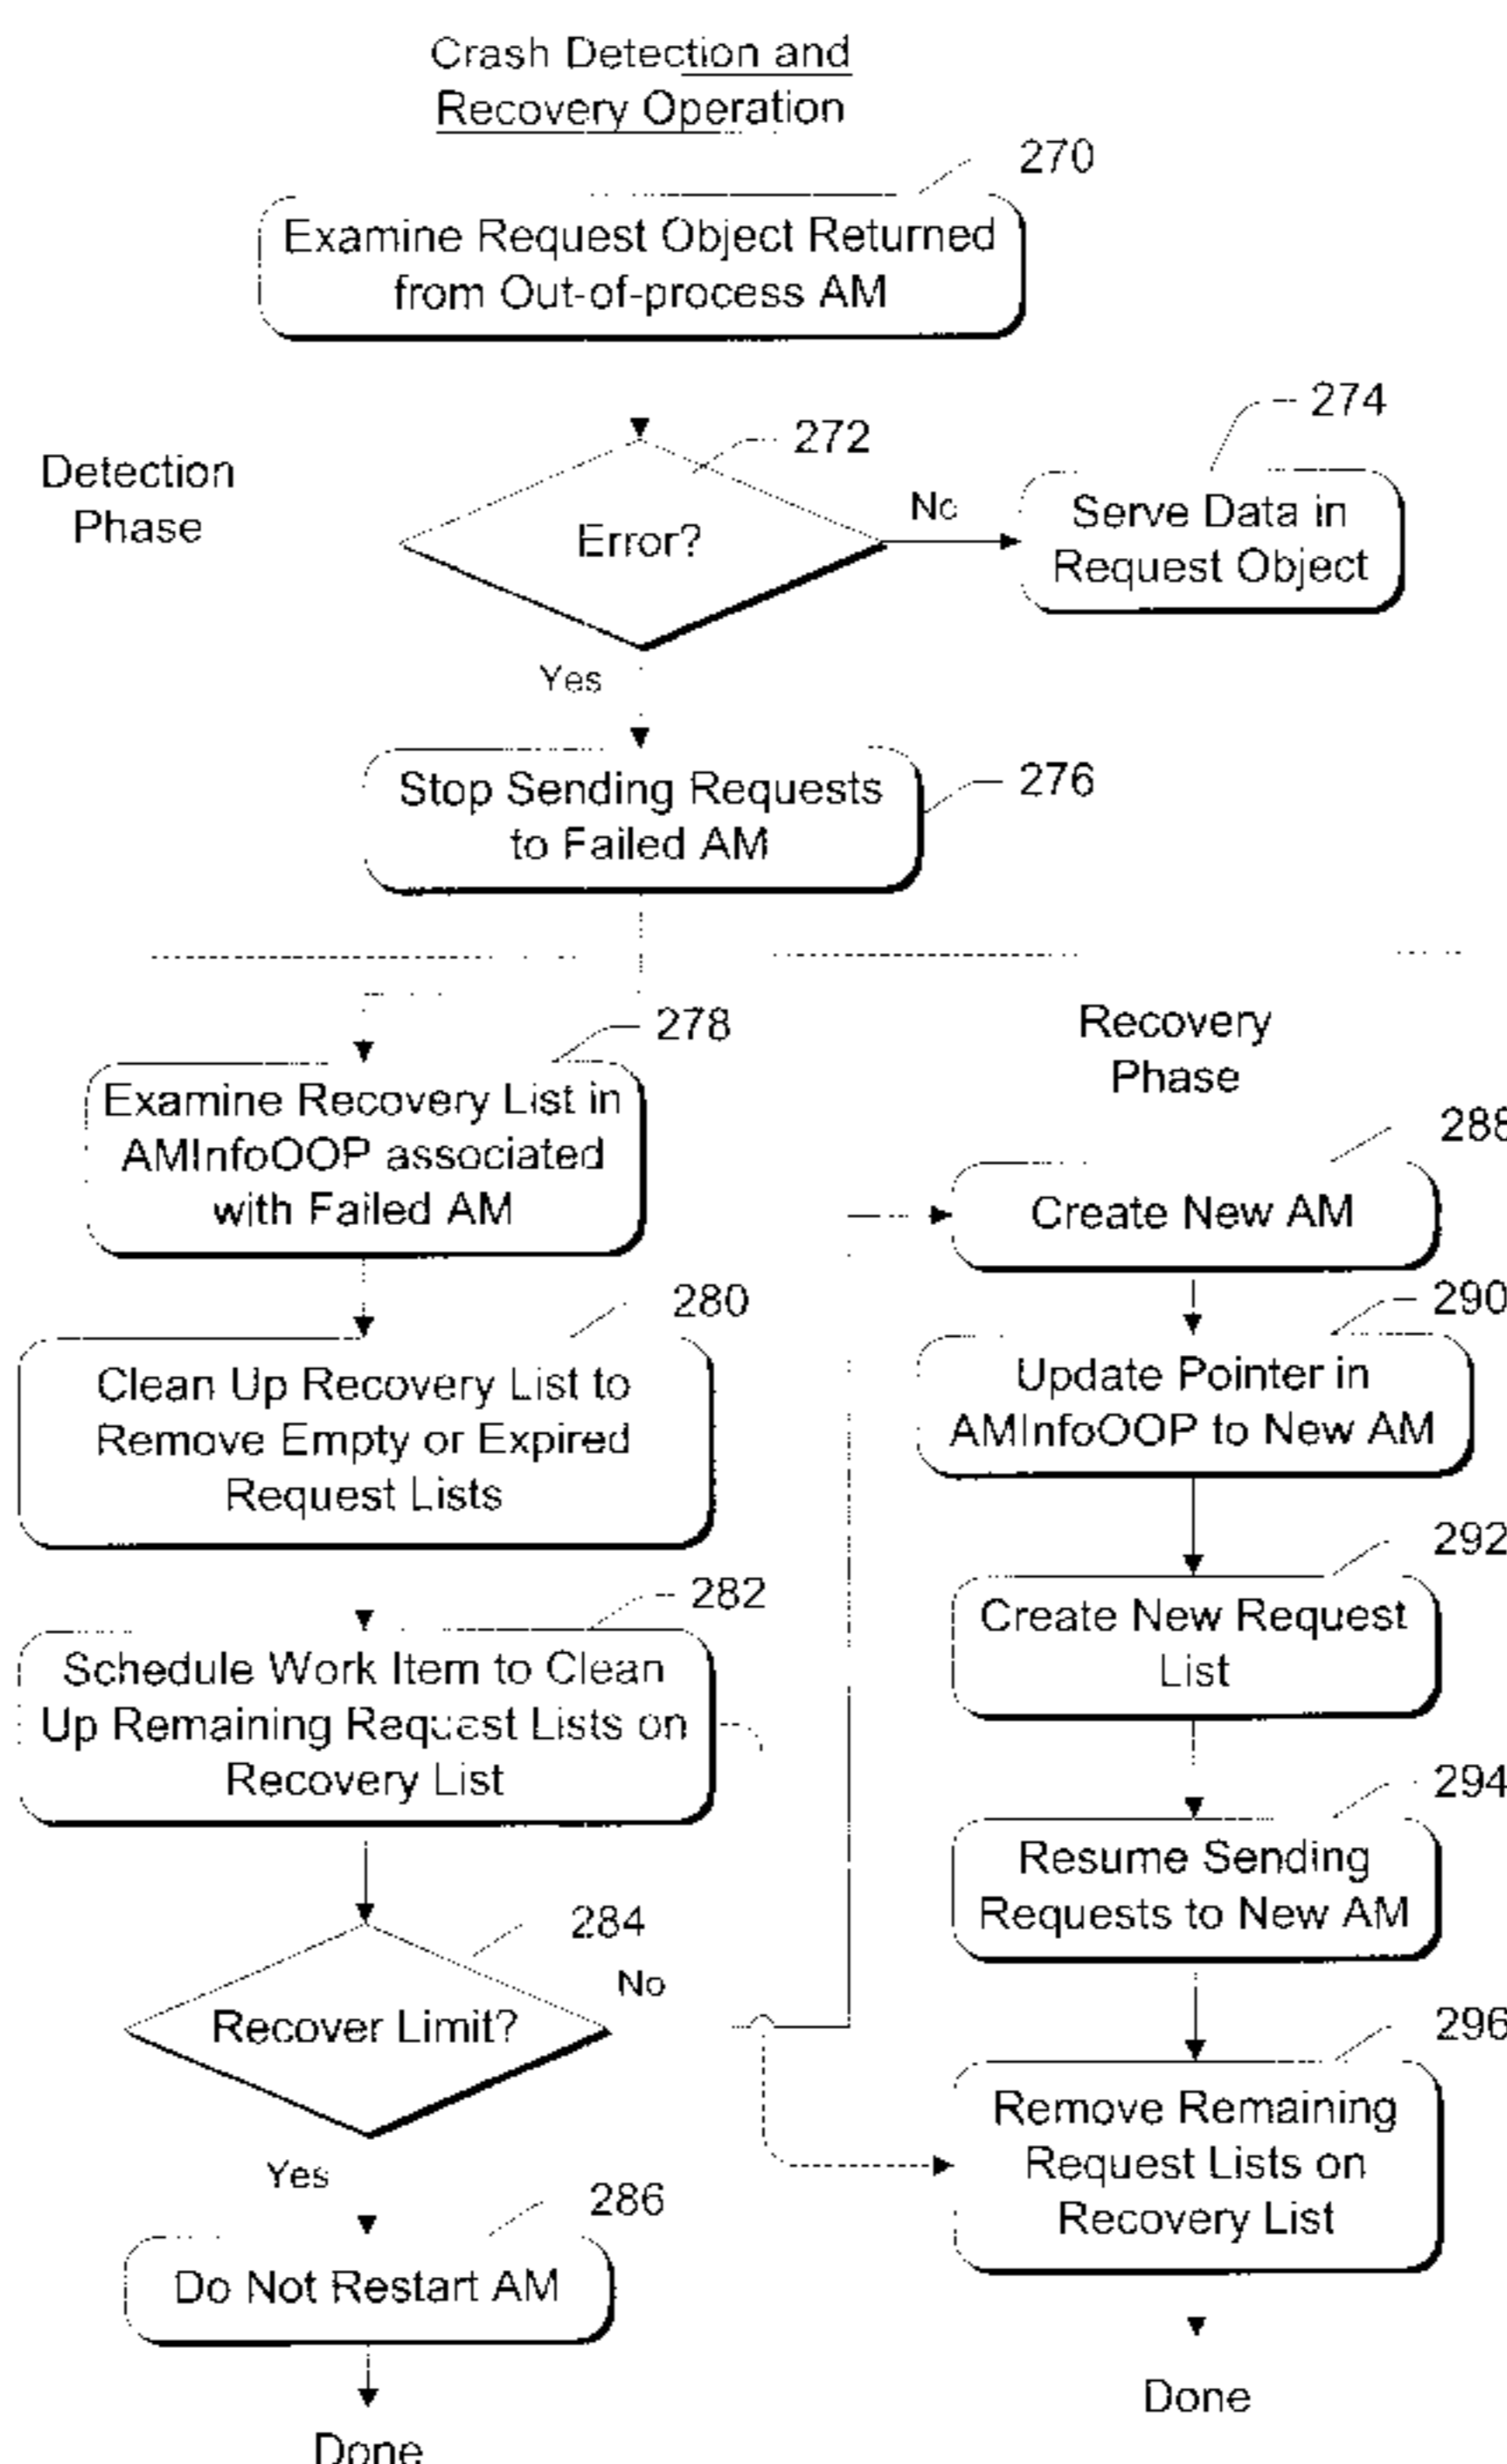 Crash Detection and
Recovery Operation
270
Examine Request Object Returned
from Out-of-process AM
Detection
Phase
272
Error?
No
274
Serve Data in
Request Object
Yes
276
Stop Sending Requests
to Failed AM
278
Examine Recovery List in
AMInfoOOP associated
with Failed AM
280
Clean Up Recovery List to
Remove Empty or Expired
Request Lists
282
Schedule Work Item to Clean
Up Remaining Request Lists on
Recovery List
284
Recover Limit?
No
Yes
286
Do Not Restart AM
Done
Recovery
Phase
288
Create New AM
290
Update Pointer in
AMInfoOOP to New AM
292
Create New Request
List
294
Resume Sending
Requests to New AM
296
Remove Remaining
Request Lists on
Recovery List
Done